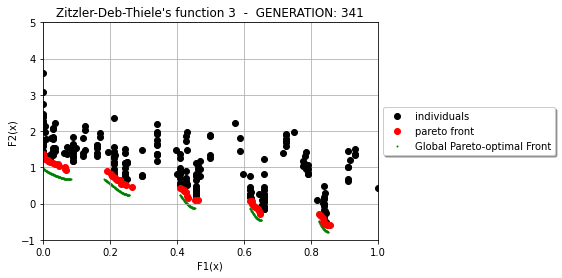 Zitzler-Deb-Thiele's function 3 - GENERATION: 341
5
4
3
2
1
0
−1
F2(x)
0.0 0.2 0.4 0.6 0.8 1.0
F1(x)
individuals
pareto front
Global Pareto-optimal Front